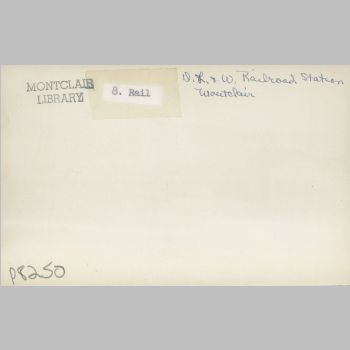 MONTCLAIR
LIBRARY
8. Rail
D. L. & W. Railroad Station
Montclair
p8250